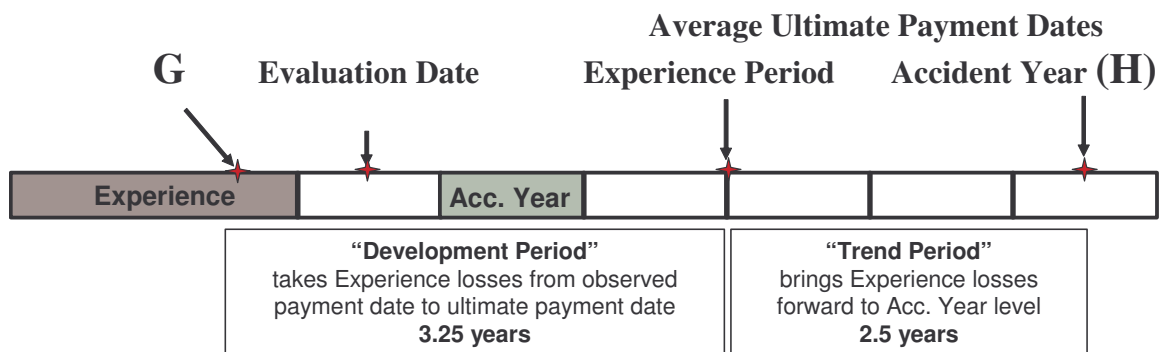 Average Ultimate Payment Dates
G Evaluation Date Experience Period Accident Year (H)
Experience Acc. Year
“Development Period”
takes Experience losses from observed
payment date to ultimate payment date
3.25 years
“Trend Period”
brings Experience losses
forward to Acc. Year level
2.5 years